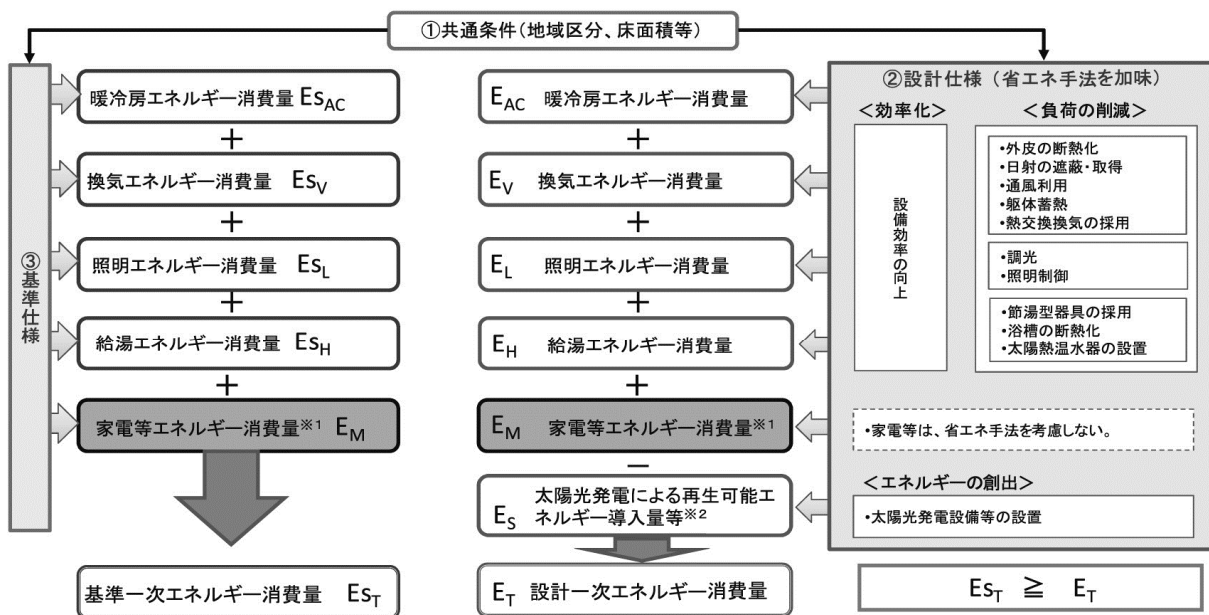 ①共通条件(地域区分、床面積等)
③基準仕様
暖冷房エネルギー消費量 EsAC
+
換気エネルギー消費量 EsV
+
照明エネルギー消費量 EsL
+
給湯エネルギー消費量 EsH
+
家電等エネルギー消費量※1 EM
基準一次エネルギー消費量 EsT
EAC 暖冷房エネルギー消費量
+
EV 換気エネルギー消費量
+
EL 照明エネルギー消費量
+
EH 給湯エネルギー消費量
+
EM 家電等エネルギー消費量※1
−
ES 太陽光発電による再生可能エ
ネルギー導入量等※2
ET 設計一次エネルギー消費量
②設計仕様(省エネ手法を加味)
<効率化>
設備効率の向上
<負荷の削減>
・外皮の断熱化
・日射の遮蔽・取得
・通風利用
・躯体蓄熱
・熱交換換気の採用
・調光
・照明制御
・節湯型器具の採用
・浴槽の断熱化
・太陽熱温水器の設置
・家電等は、省エネ手法を考慮しない。
<エネルギーの創出>
・太陽光発電設備等の設置
EsT ≧ ET